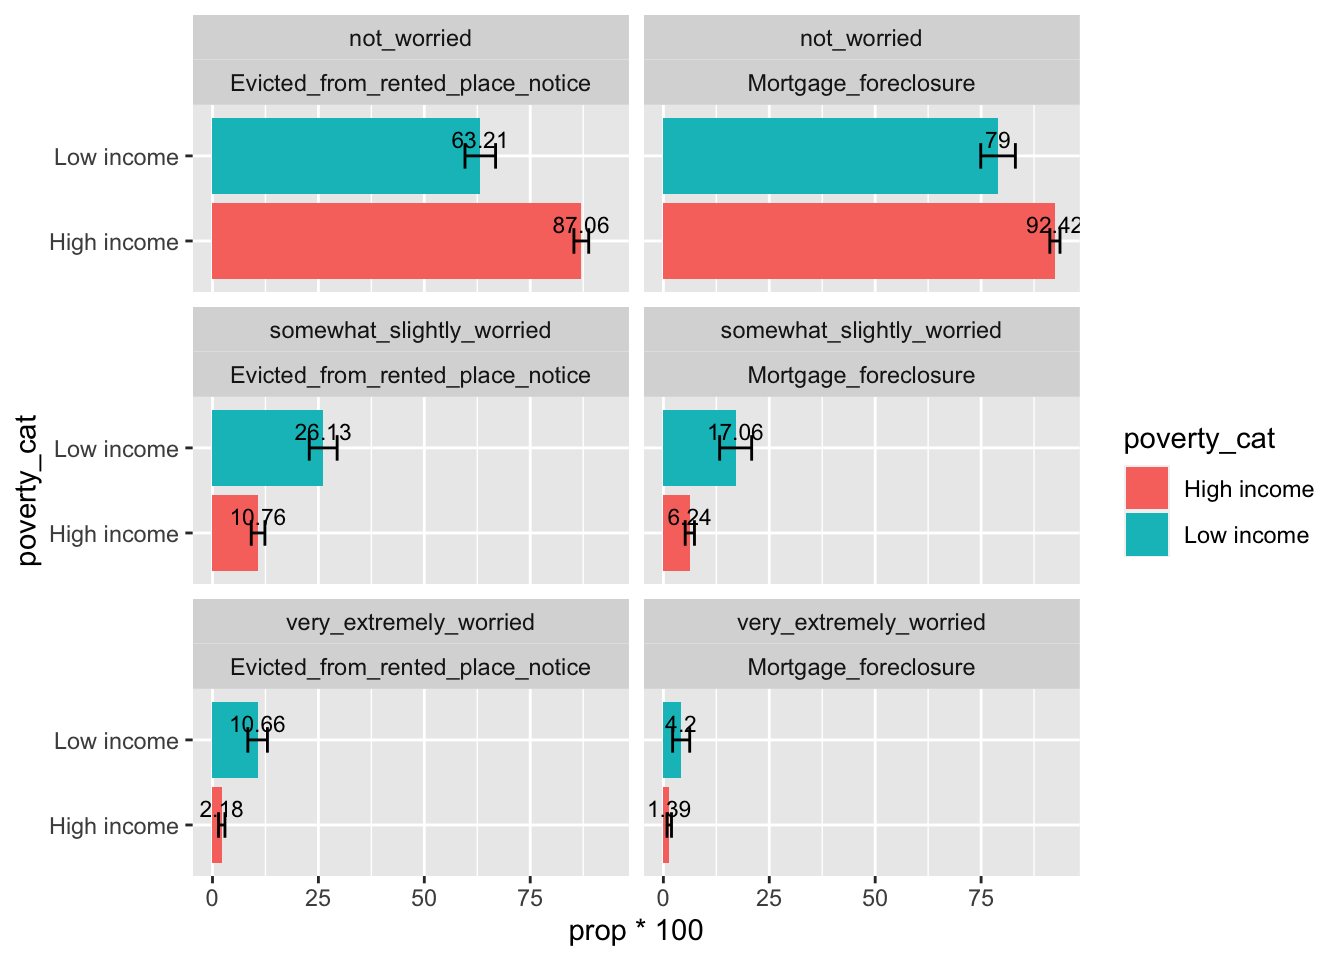 not_worried
not_worried
Evicted_from_rented_place_notice
Mortgage_foreclosure
Low income
63.21
79
High income
87.06
92.42
somewhat_slightly_worried
somewhat_slightly_worried
Evicted_from_rented_place_notice
Mortgage_foreclosure
Low income
26.13
17.06
High income
10.76
6.24
very_extremely_worried
very_extremely_worried
Evicted_from_rented_place_notice
Mortgage_foreclosure
Low income
10.66
4.2
High income
2.18
1.39
0 25 50 75
0 25 50 75
prop * 100
poverty_cat
poverty_cat
High income
Low income